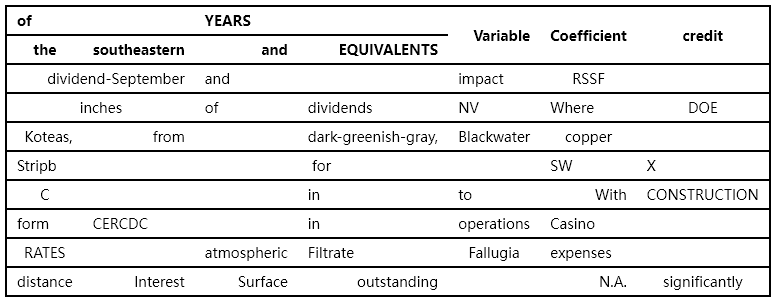 of YEARS Variable Coefficient credit
the southeastern and EQUIVALENTS
dividend-September and impact RSSF
inches of dividends NV Where DOE
Koteas, from dark-greenish-gray, Blackwater copper
Stripb for SW X
C in to With CONSTRUCTION
form CERCDC in operations Casino
RATES atmospheric Filtrate Fallugia expenses
distance Interest Surface outstanding N.A. significantly